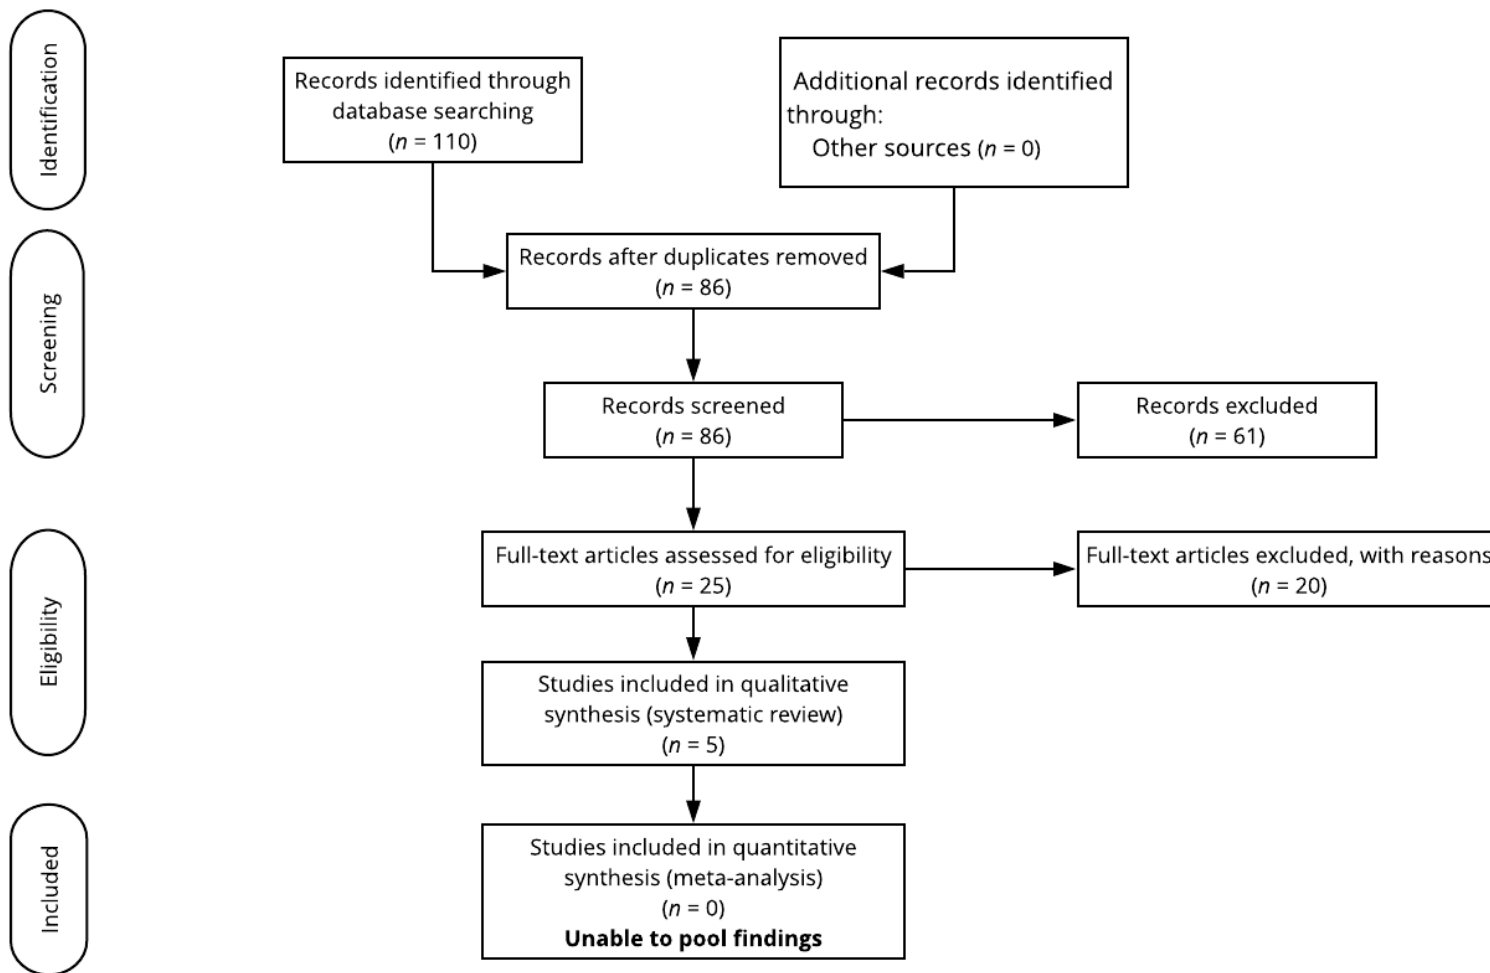 Identification
Records identified through
database searching
(n = 110)
Additional records identified
through:
Other sources (n = 0)
Screening
Records after duplicates removed
(n = 86)
Records screened
(n = 86)
Records excluded
(n = 61)
Eligibility
Full-text articles assessed for eligibility
(n = 25)
Full-text articles excluded, with reasons
(n = 20)
Studies included in qualitative
synthesis (systematic review)
(n = 5)
Included
Studies included in quantitative
synthesis (meta-analysis)
(n = 0)
Unable to pool findings